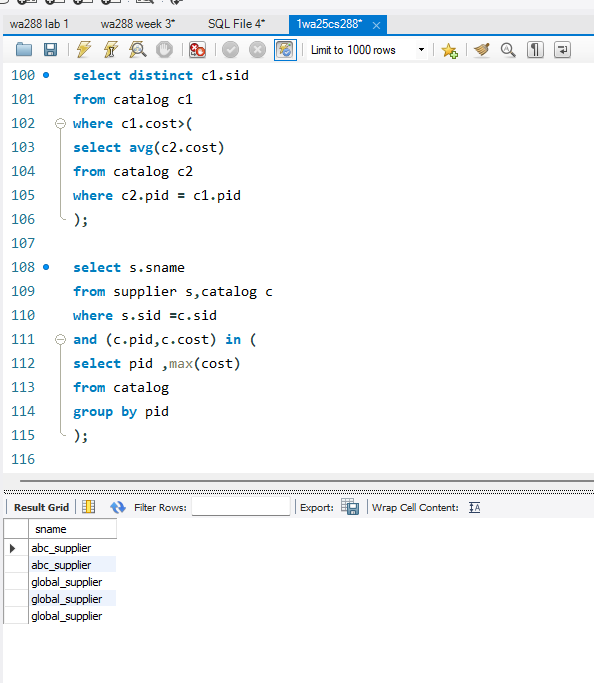 wa288 lab 1 wa288 week 3* SQL File 4* 1wa25cs288*
Limit to 1000 rows
100 select distinct c1.sid
101 from catalog c1
102 where c1.cost>(
103 select avg(c2.cost)
104 from catalog c2
105 where c2.pid = c1.pid
106 );
107
108 select s.sname
109 from supplier s,catalog c
110 where s.sid =c.sid
111 and (c.pid,c.cost) in (
112 select pid ,max(cost)
113 from catalog
114 group by pid
115 );
116
Result Grid Filter Rows: Export: Wrap Cell Content:
sname
abc_supplier
abc_supplier
global_supplier
global_supplier
global_supplier